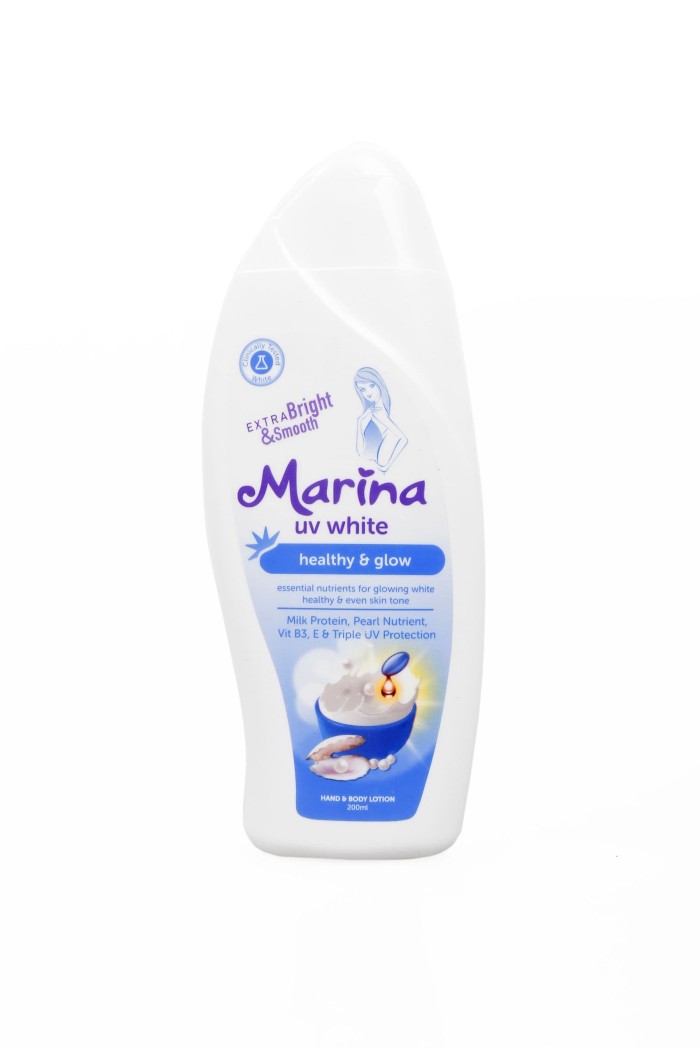 Clinically Tested
White
EXTRA Bright
& Smooth
Marina
uv white
healthy & glow
essential nutrients for glowing white
healthy & even skin tone
Milk Protein, Pearl Nutrient,
Vit B3, E & Triple UV Protection
HAND & BODY LOTION
200ml